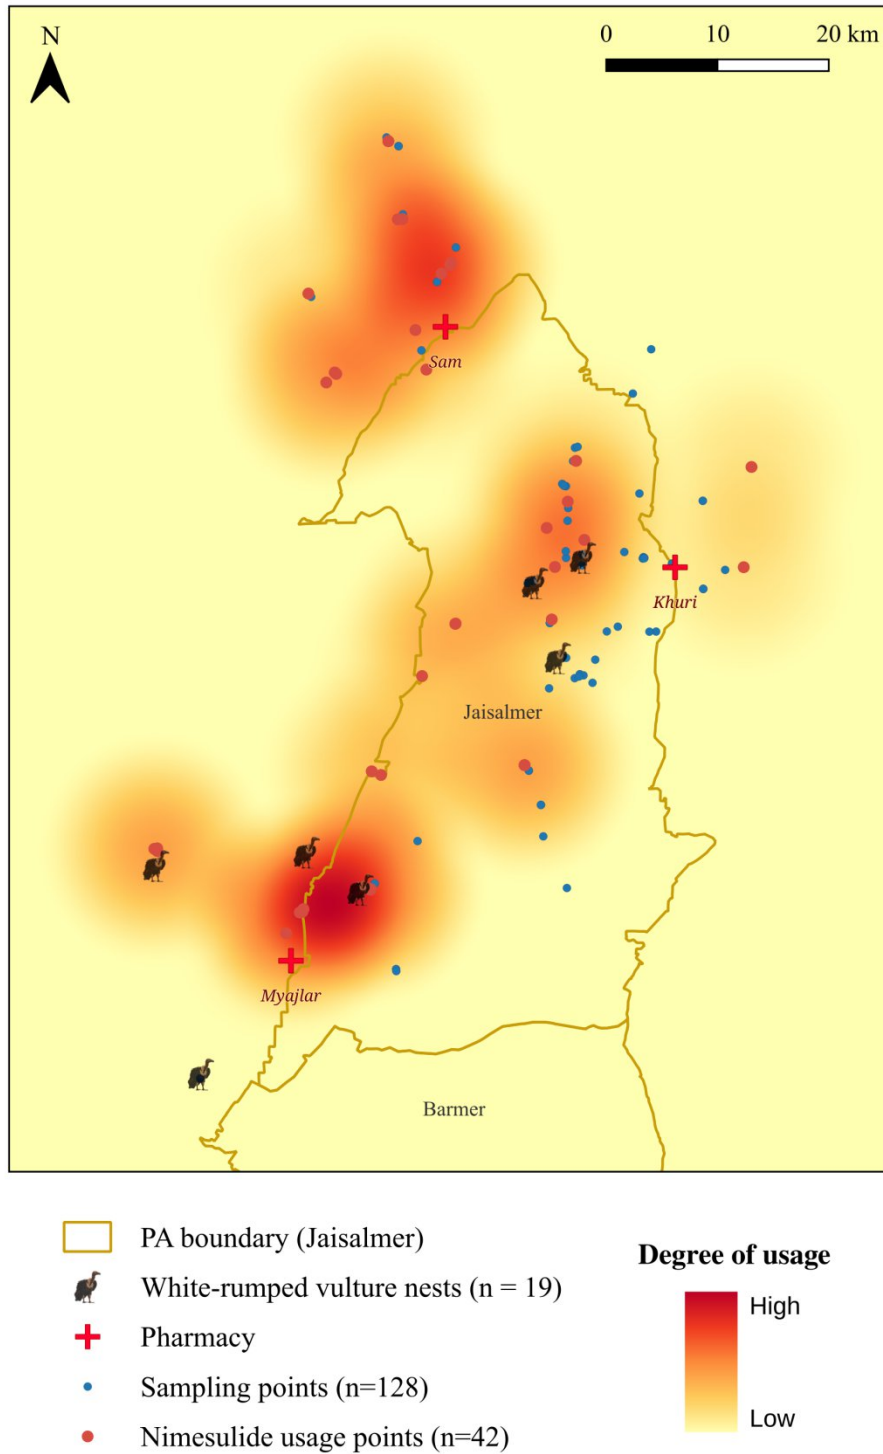 N
0 10 20 km
Sam
Khuri
Jaisalmer
Myajlar
Barmer
PA boundary (Jaisalmer)
White-rumped vulture nests (n = 19)
Pharmacy
Sampling points (n=128)
Nimesulide usage points (n=42)
Degree of usage
High
Low